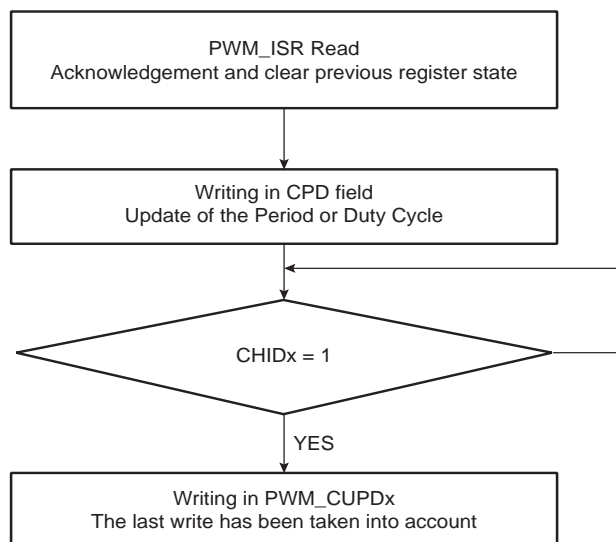 PWM_ISR Read
Acknowledgement and clear previous register state
Writing in CPD field
Update of the Period or Duty Cycle
CHIDx = 1
YES
Writing in PWM_CUPDx
The last write has been taken into account